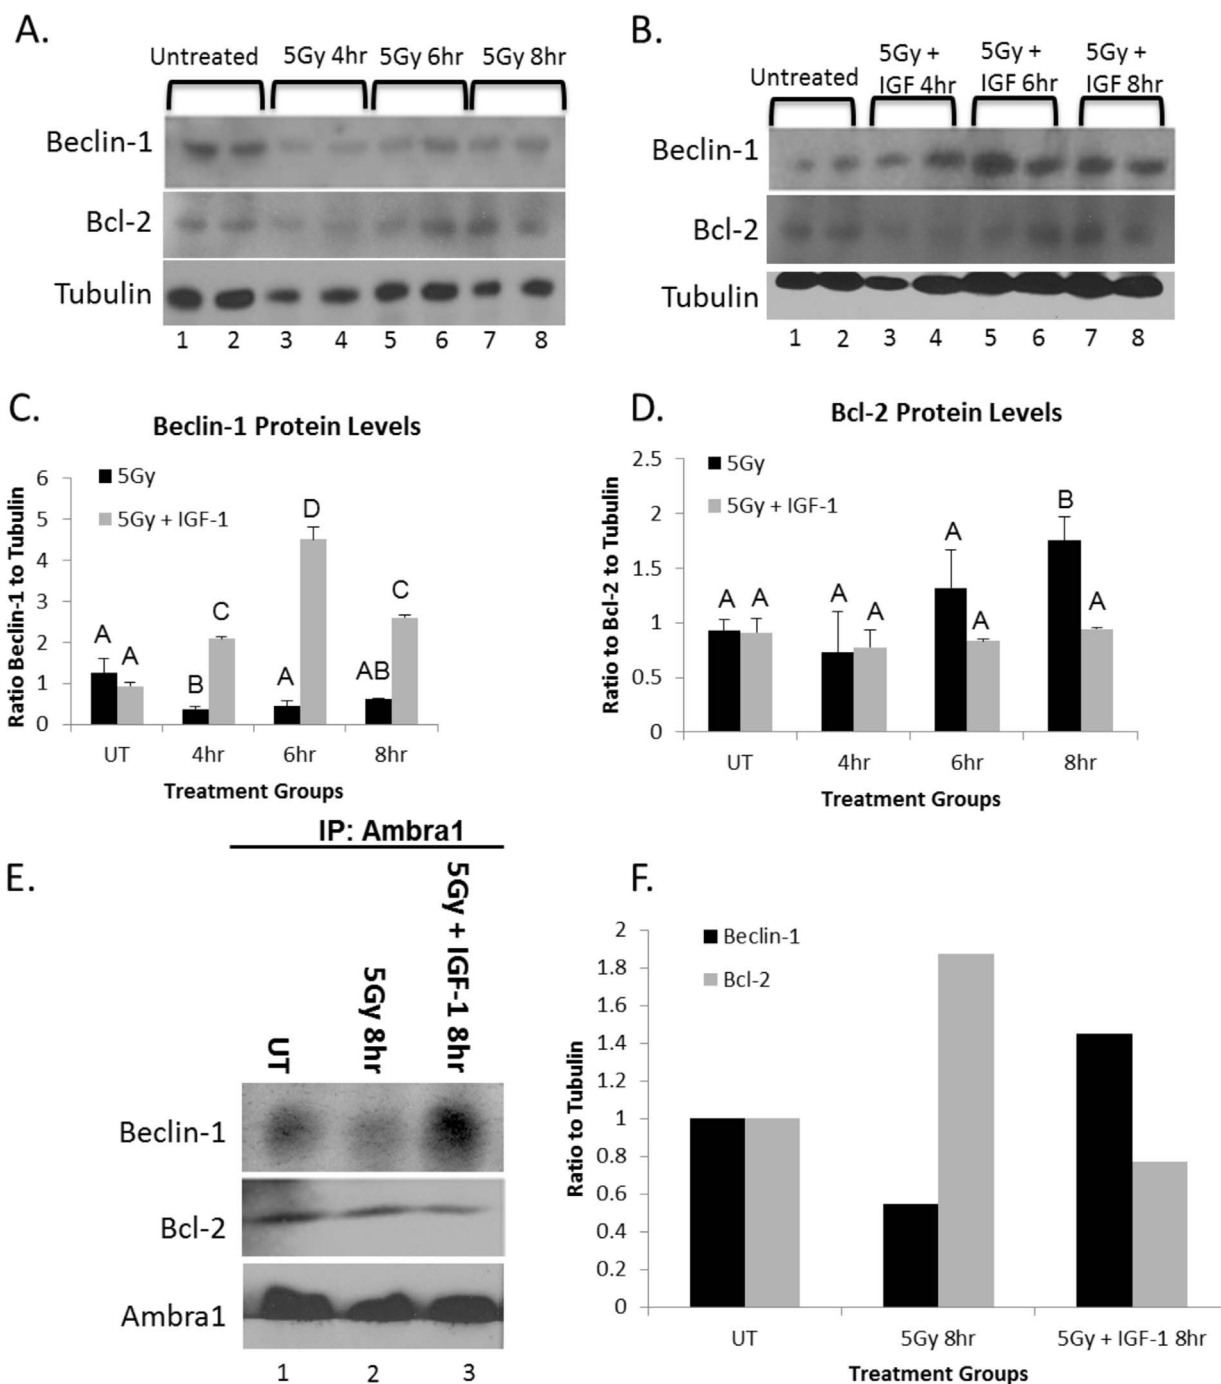 A.
Untreated 5Gy 4hr 5Gy 6hr 5Gy 8hr
Beclin-1
Bcl-2
Tubulin
1 2 3 4 5 6 7 8
B.
Untreated 5Gy + IGF 4hr 5Gy + IGF 6hr 5Gy + IGF 8hr
Beclin-1
Bcl-2
Tubulin
1 2 3 4 5 6 7 8
C.
Beclin-1 Protein Levels
5Gy
5Gy + IGF-1
Ratio Beclin-1 to Tubulin
6
5
4
3
2
1
0
A A B C A D AB C
UT 4hr 6hr 8hr
Treatment Groups
D.
Bcl-2 Protein Levels
5Gy
5Gy + IGF-1
Ratio to Bcl-2 to Tubulin
2.5
2
1.5
1
0.5
0
A A A A A A B A
UT 4hr 6hr 8hr
Treatment Groups
E.
IP: Ambra1
UT
5Gy 8hr
5Gy + IGF-1 8hr
Beclin-1
Bcl-2
Ambra1
1 2 3
F.
Beclin-1
Bcl-2
Ratio to Tubulin
2
1.8
1.6
1.4
1.2
1
0.8
0.6
0.4
0.2
0
UT 5Gy 8hr 5Gy + IGF-1 8hr
Treatment Groups